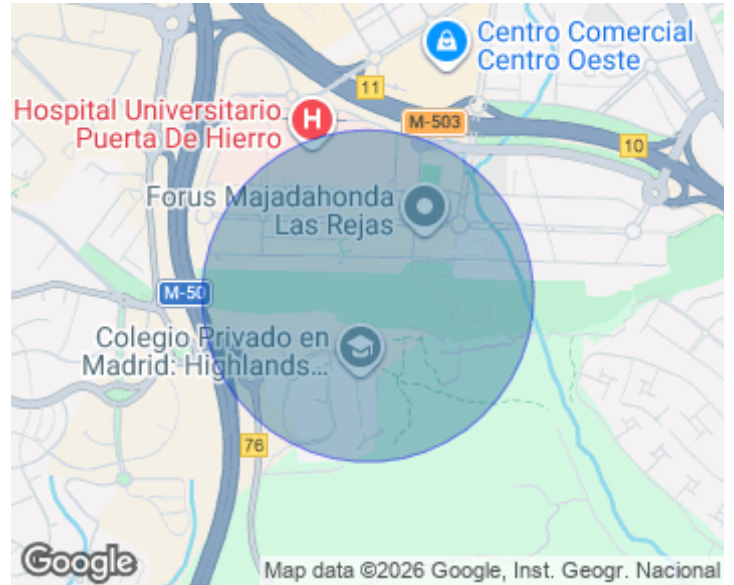 Centro Comercial
Centro Oeste
11
Hospital Universitario
Puerta De Hierro
H
M-503
10
Forus Majadahonda
Las Rejas
M-50
Colegio Privado en
Madrid: Highlands...
76
Google
Map data ©2026 Google, Inst. Geogr. Nacional